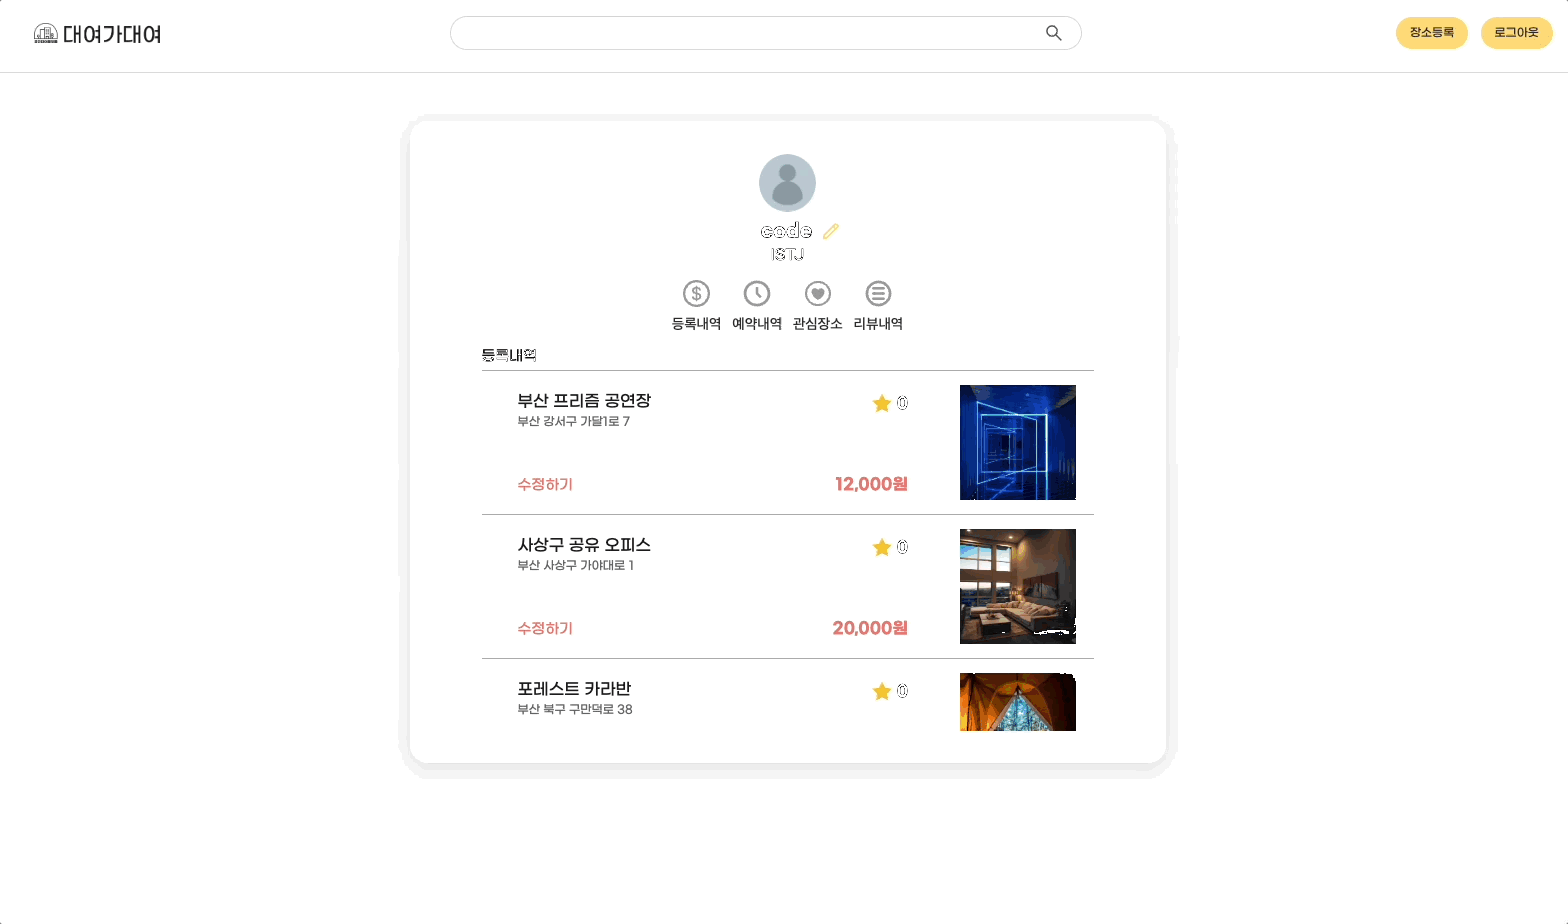 대여가대여
장소등록 로그아웃
code
ISTJ
등록내역 예약내역 관심장소 리뷰내역
등록내역
부산 프리즘 공연장
0
부산 강서구 가달1로 7
수정하기
12,000원
사상구 공유 오피스
0
부산 사상구 가야대로 1
수정하기
20,000원
포레스트 카라반
0
부산 북구 구만덕로 38